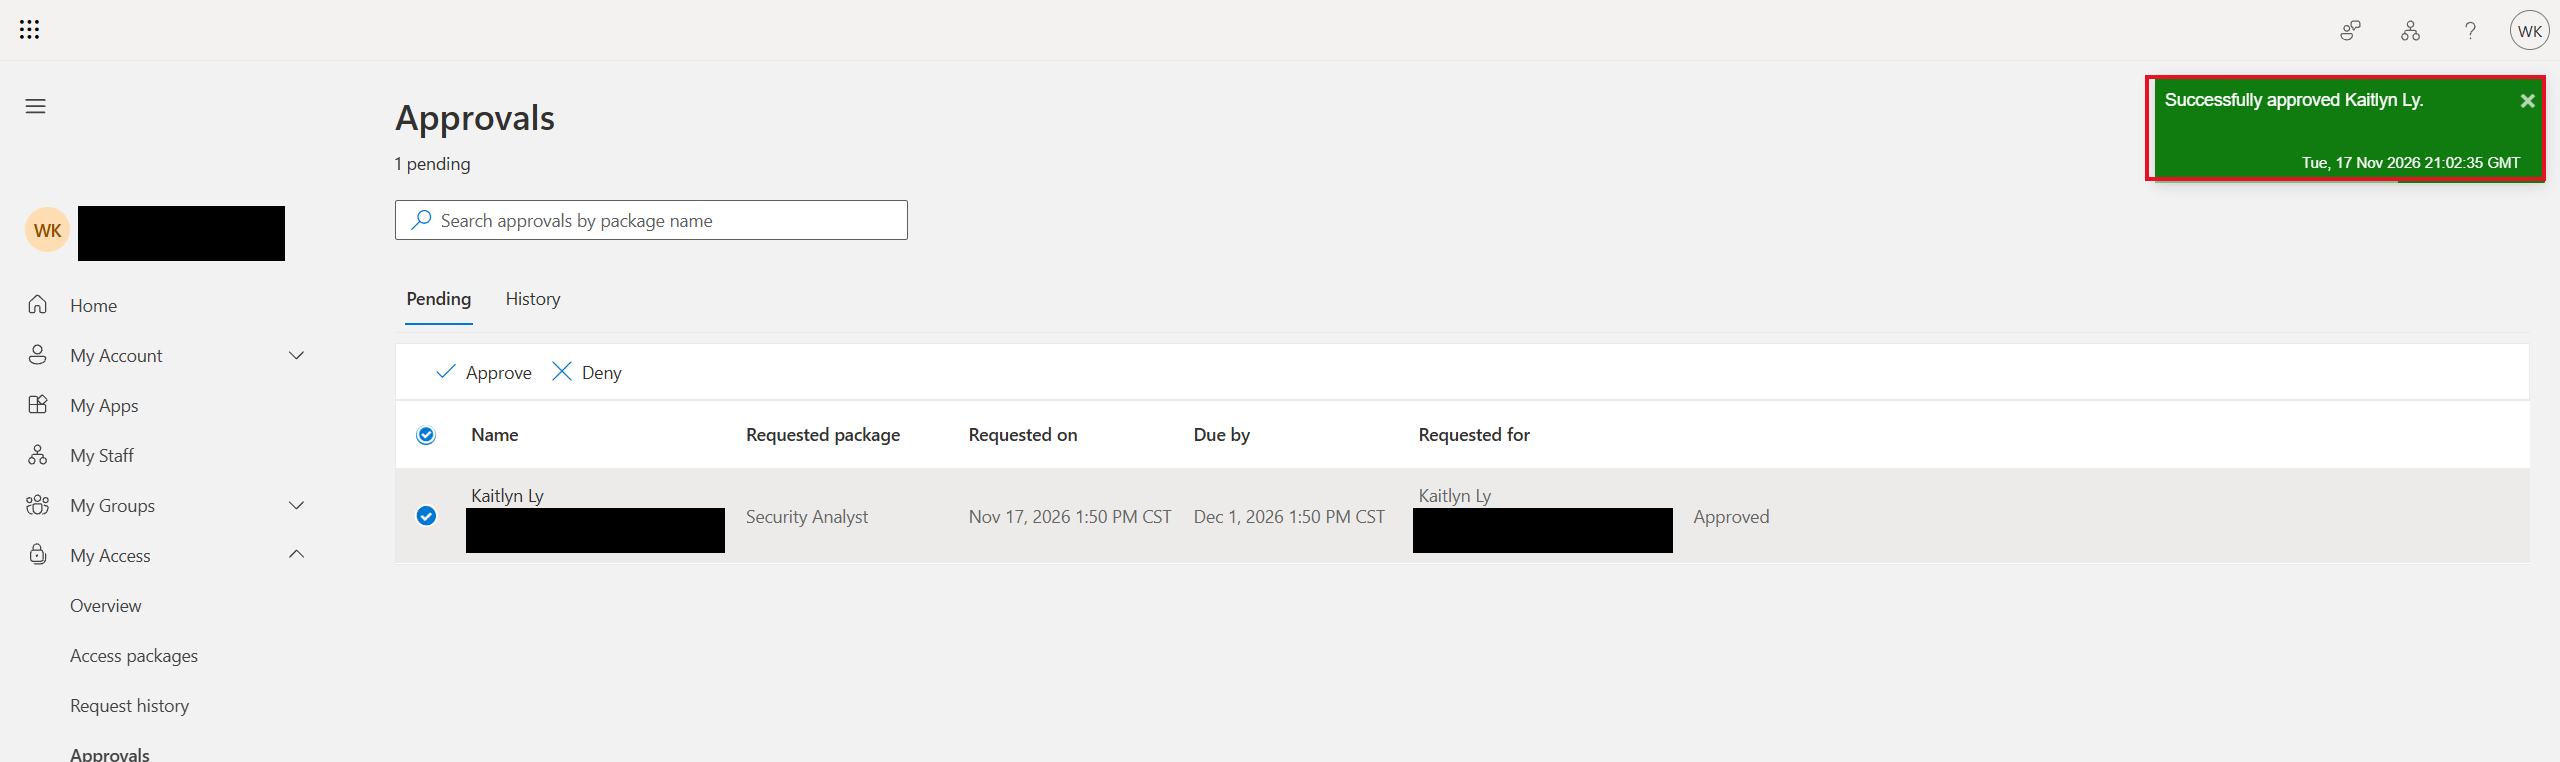 WK
Successfully approved Kaitlyn Ly.
Tue, 17 Nov 2026 21:02:35 GMT
Approvals
1 pending
Search approvals by package name
WK
Home
My Account
My Apps
My Staff
My Groups
My Access
Overview
Access packages
Request history
Approvals
Pending History
Approve Deny
Name Requested package Requested on Due by Requested for
Kaitlyn Ly Security Analyst Nov 17, 2026 1:50 PM CST Dec 1, 2026 1:50 PM CST Kaitlyn Ly Approved